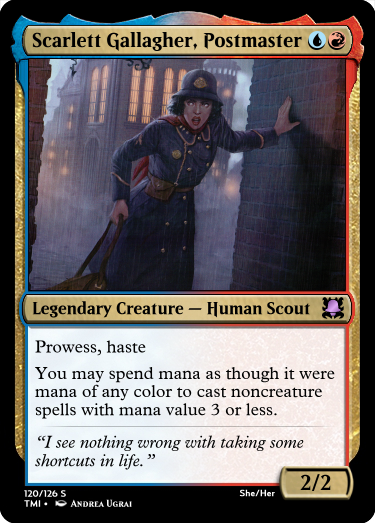 Scarlett Gallagher, Postmaster
Legendary Creature — Human Scout
Prowess, haste
You may spend mana as though it were
mana of any color to cast noncreature
spells with mana value 3 or less.
“I see nothing wrong with taking some
shortcuts in life.”
2/2
120/126 S She/Her
TMI • Andrea Ugrai